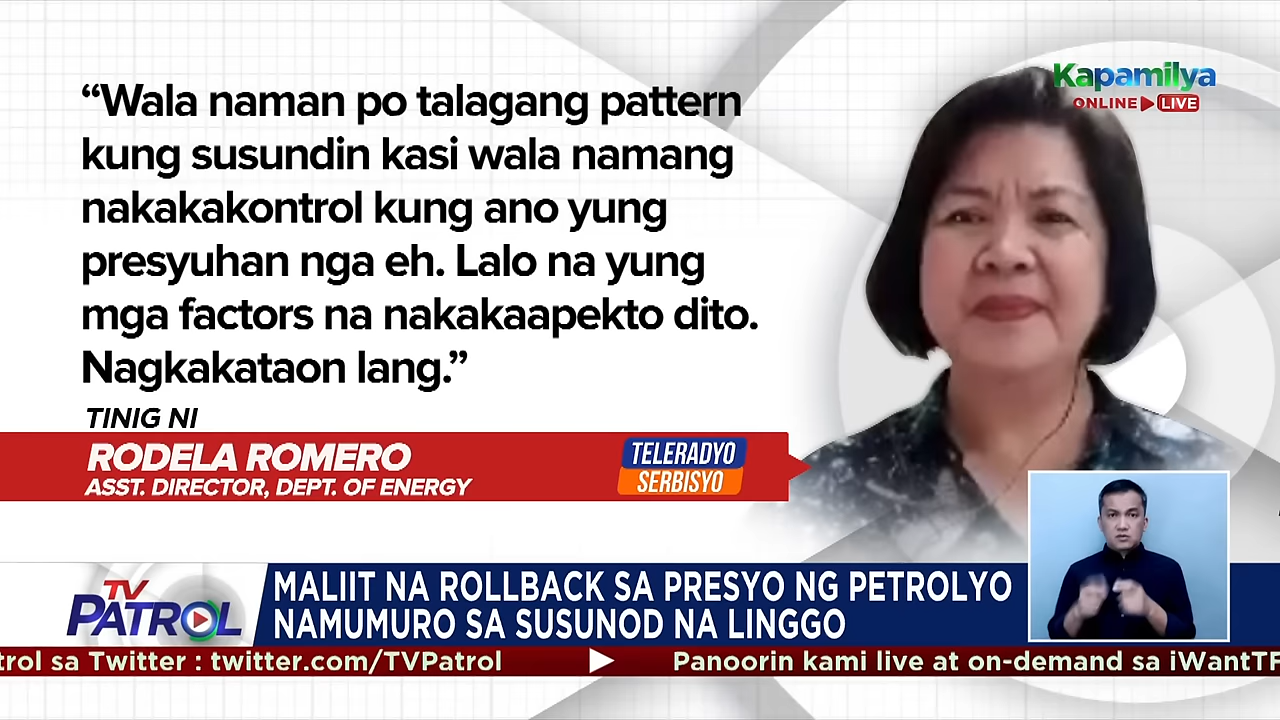 Kapamilya
ONLINE LIVE
“Wala naman po talagang pattern
kung susundin kasi wala namang
nakakakontrol kung ano yung
presyuhan nga eh. Lalo na yung
mga factors na nakakaapekto dito.
Nagkakataon lang.”
TINIG NI
RODELA ROMERO
ASST. DIRECTOR, DEPT. OF ENERGY
TELERADYO
SERBISYO
TV
PATROL
MALIIT NA ROLLBACK SA PRESYO NG PETROLYO
NAMUMURO SA SUSUNOD NA LINGGO
trol sa Twitter : twitter.com/TVPatrol Panoorin kami live at on-demand sa iWantTF